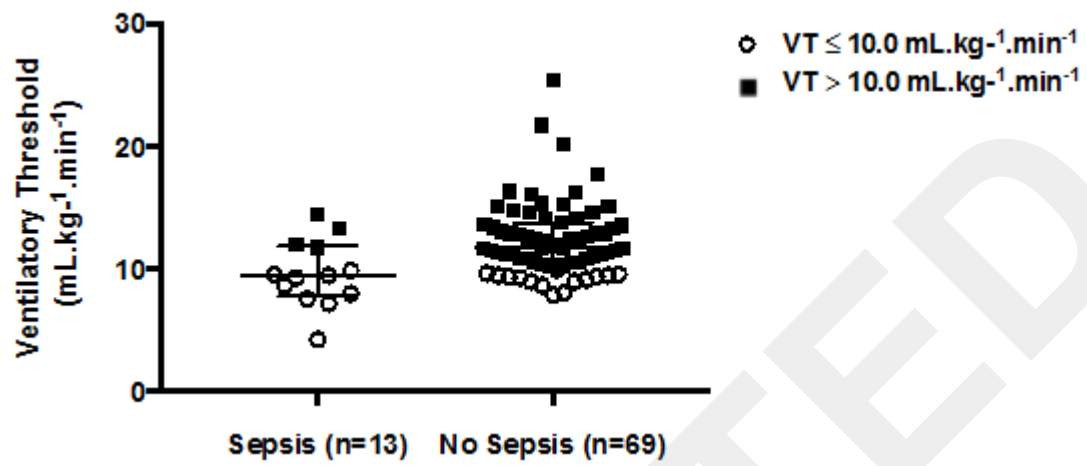 30
20
10
0
Ventilatory Threshold
(mL.kg-¹.min-¹)
Sepsis (n=13)
No Sepsis (n=69)
VT ≤ 10.0 mL.kg-¹.min-¹
VT > 10.0 mL.kg-¹.min-¹
TED